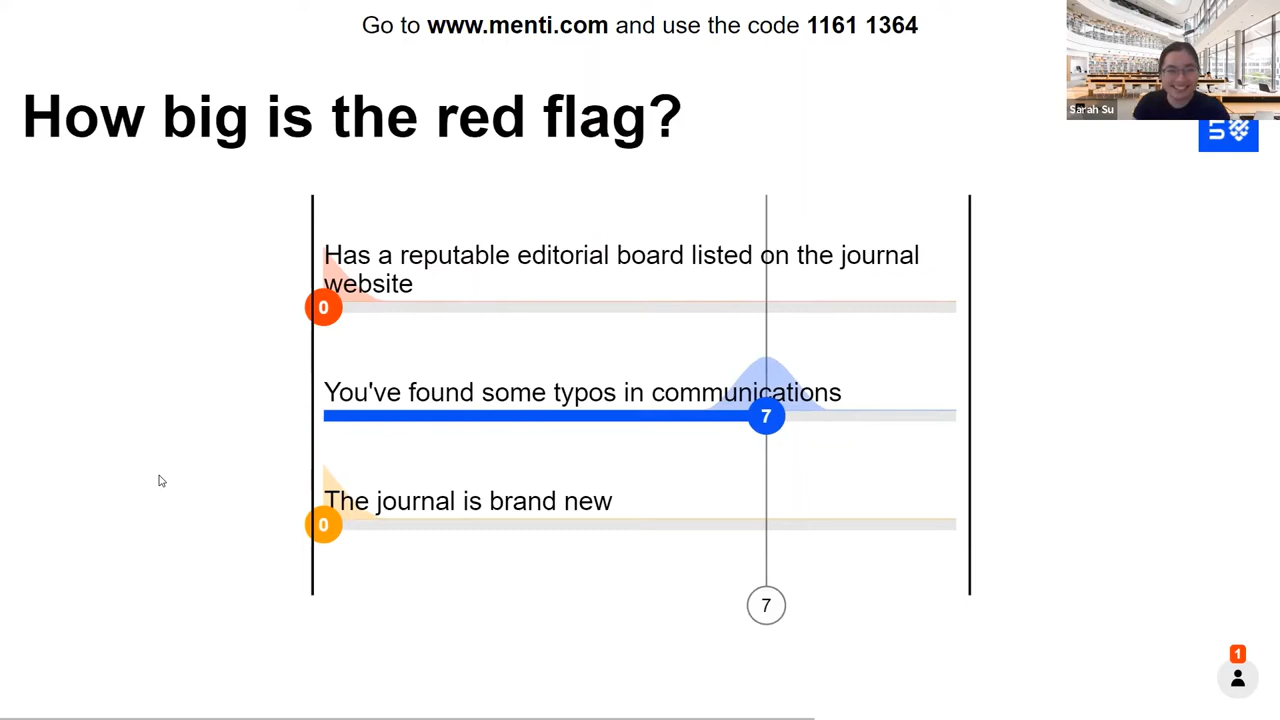 Go to www.menti.com and use the code 1161 1364
Sarah Su
How big is the red flag?
Has a reputable editorial board listed on the journal
website
0
You've found some typos in communications
7
The journal is brand new
0
7
1